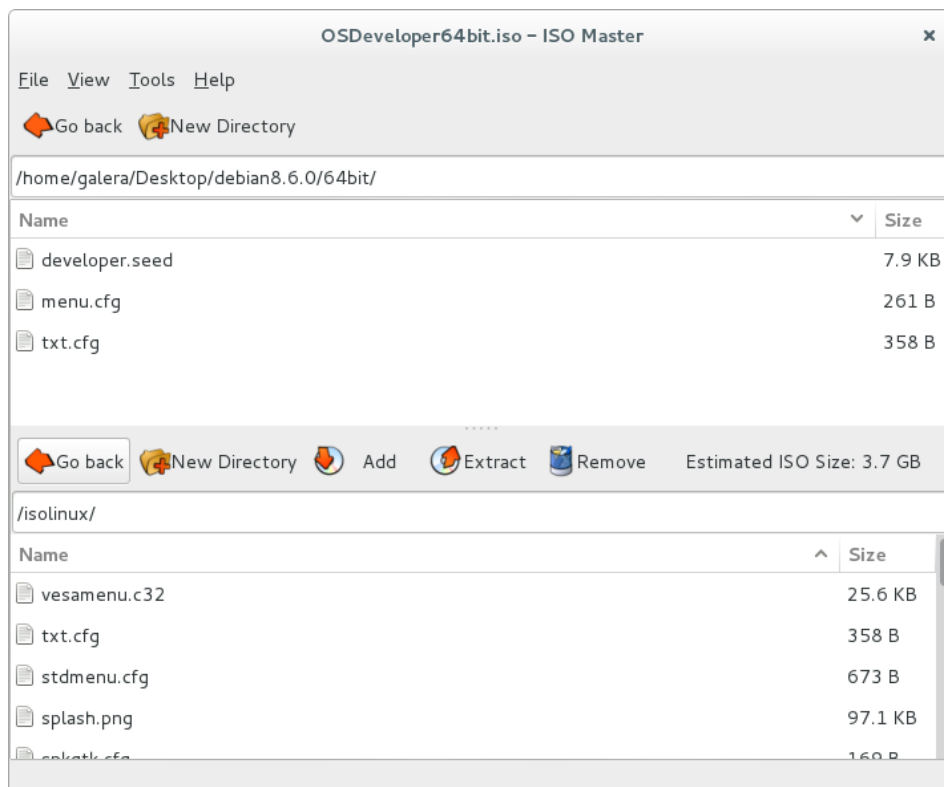 OSDeveloper64bit.iso – ISO Master
File View Tools Help
Go back New Directory
/home/galera/Desktop/debian8.6.0/64bit/
Name Size
developer.seed 7.9 KB
menu.cfg 261 B
txt.cfg 358 B
Go back New Directory Add Extract Remove Estimated ISO Size: 3.7 GB
/isolinux/
Name Size
vesamenu.c32 25.6 KB
txt.cfg 358 B
stdmenu.cfg 673 B
splash.png 97.1 KB
spkgtk.cfg 169 B